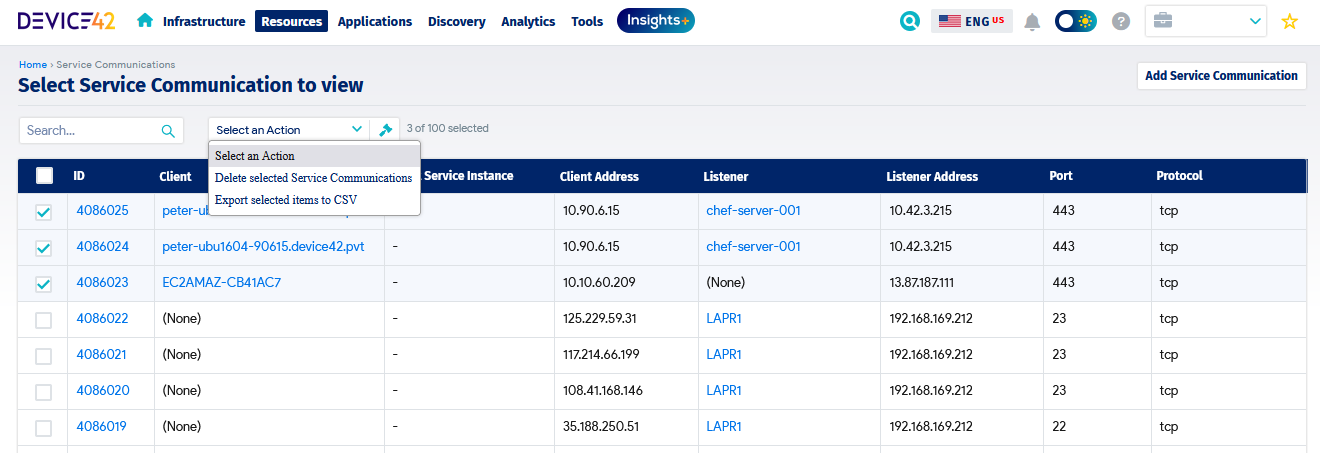 DEVICE42 Infrastructure Resources Applications Discovery Analytics Tools Insights+ ENG US ?
Home › Service Communications
Select Service Communication to view
Add Service Communication
Search... Select an Action 3 of 100 selected
Select an Action
Delete selected Service Communications
Export selected items to CSV
ID Client Service Instance Client Address Listener Listener Address Port Protocol
4086025 peter-ubu 10.90.6.15 chef-server-001 10.42.3.215 443 tcp
4086024 peter-ubu1604-90615.device42.pvt - 10.90.6.15 chef-server-001 10.42.3.215 443 tcp
4086023 EC2AMAZ-CB41AC7 - 10.10.60.209 (None) 13.87.187.111 443 tcp
4086022 (None) - 125.229.59.31 LAPR1 192.168.169.212 23 tcp
4086021 (None) - 117.214.66.199 LAPR1 192.168.169.212 23 tcp
4086020 (None) - 108.41.168.146 LAPR1 192.168.169.212 23 tcp
4086019 (None) - 35.188.250.51 LAPR1 192.168.169.212 22 tcp